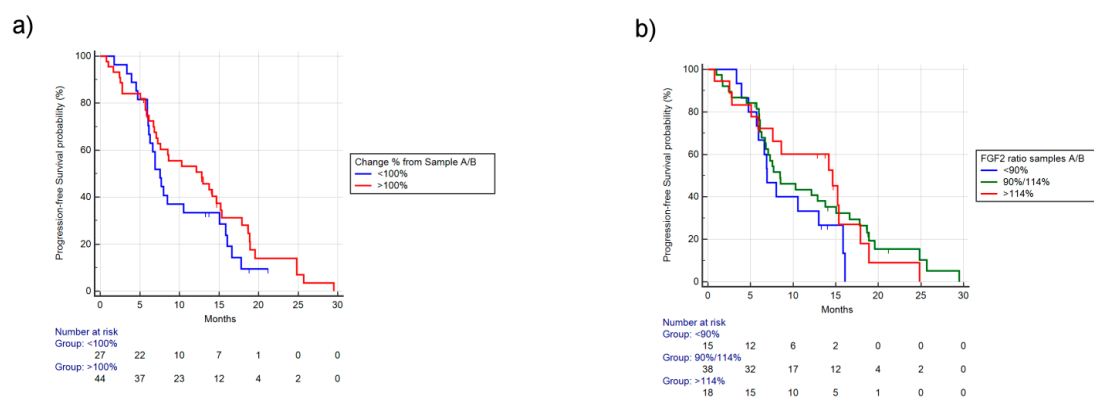 a)
100
80
60
40
20
0
Progression-free Survival probability (%)
0 5 10 15 20 25 30
Months
Change % from Sample A/B
<100%
>100%
Number at risk
Group: <100%
27 22 10 7 1 0 0
Group: >100%
44 37 23 12 4 2 0
b)
100
80
60
40
20
0
Progression-free Survival probability (%)
0 5 10 15 20 25 30
Months
FGF2 ratio samples A/B
<90%
90%/114%
>114%
Number at risk
Group: <90%
15 12 6 2 0 0 0
Group: 90%/114%
38 32 17 12 4 2 0
Group: >114%
18 15 10 5 1 0 0